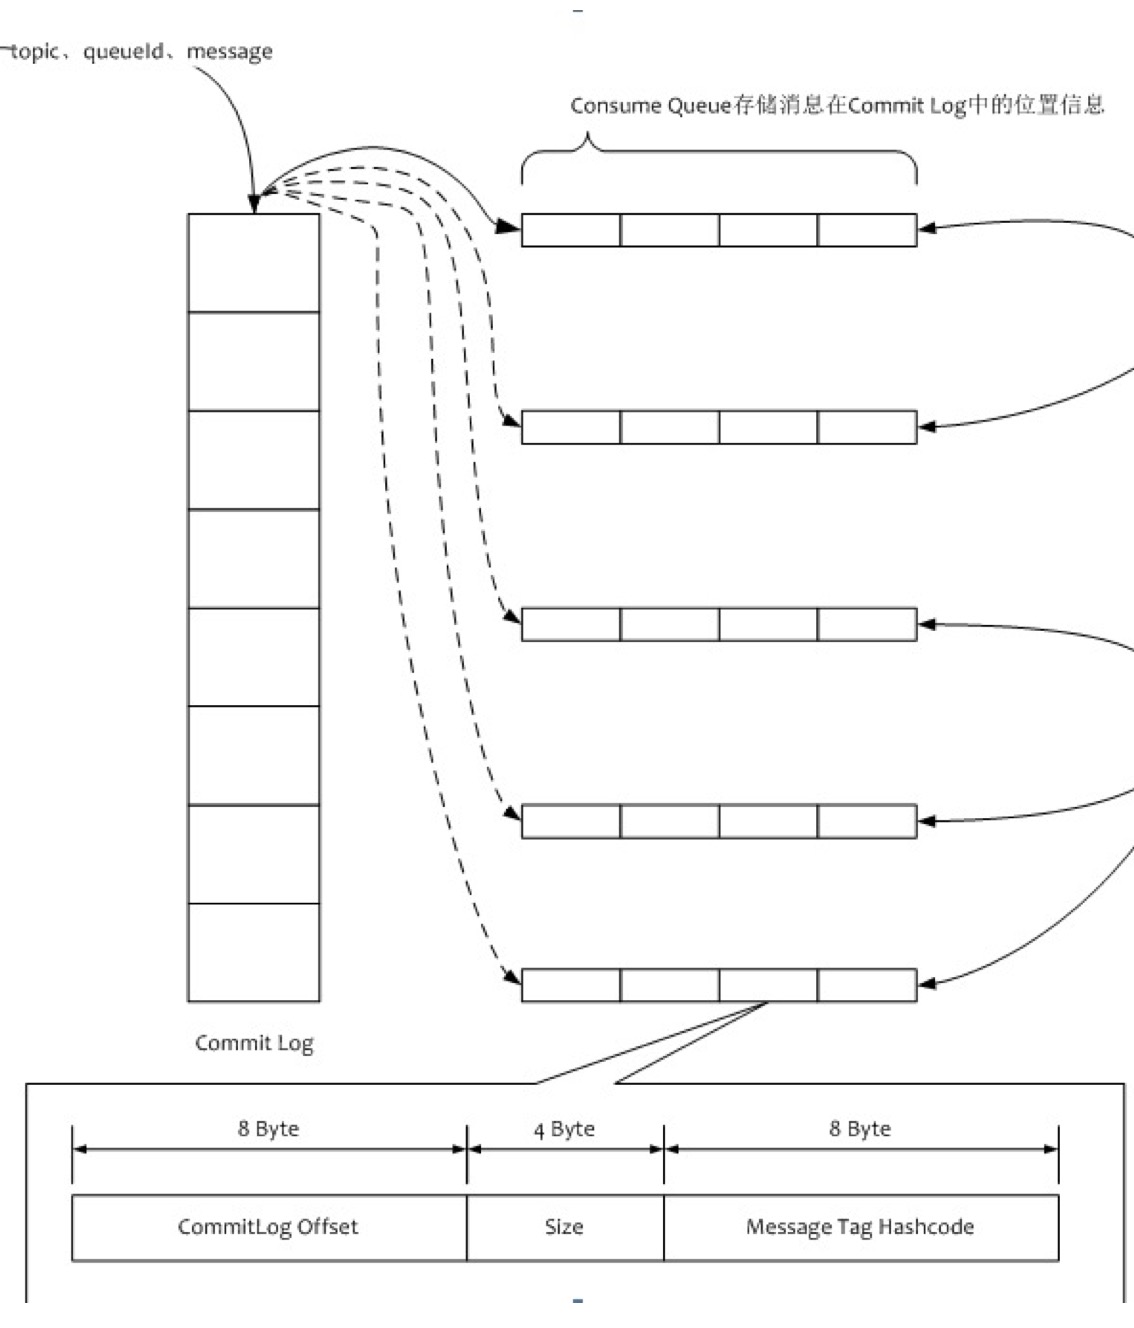 topic、queueId、message
Consume Queue存储消息在Commit Log中的位置信息
Commit Log
8 Byte
4 Byte
8 Byte
CommitLog Offset
Size
Message Tag Hashcode